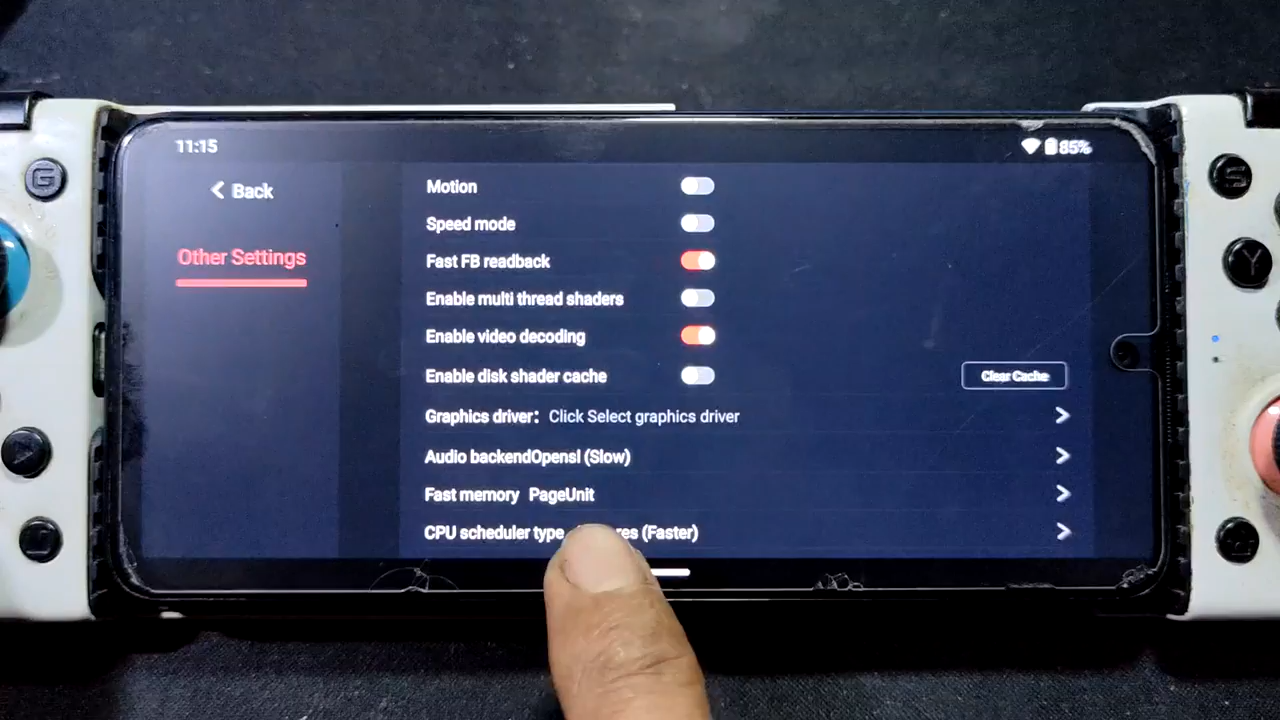 11:15
85%
Back
Other Settings
Motion
Speed mode
Fast FB readback
Enable multi thread shaders
Enable video decoding
Enable disk shader cache
Clear Cache
Graphics driver： Click Select graphics driver
Audio backendOpensl (Slow)
Fast memory PageUnit
CPU scheduler type (Faster)
G
S
Y